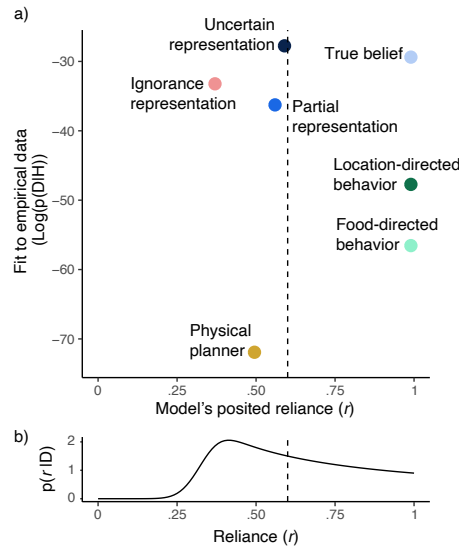 a)
Uncertain
representation
True belief
Ignorance
representation
Partial
representation
Location-directed
behavior
Food-directed
behavior
Physical
planner
Fit to empirical data
(Log(p(D|H))
−30
−40
−50
−60
−70
0
.25
.50
.75
1
Model's posited reliance (r)
b)
p(r |D)
2
1
0
0
.25
.50
.75
1
Reliance (r)